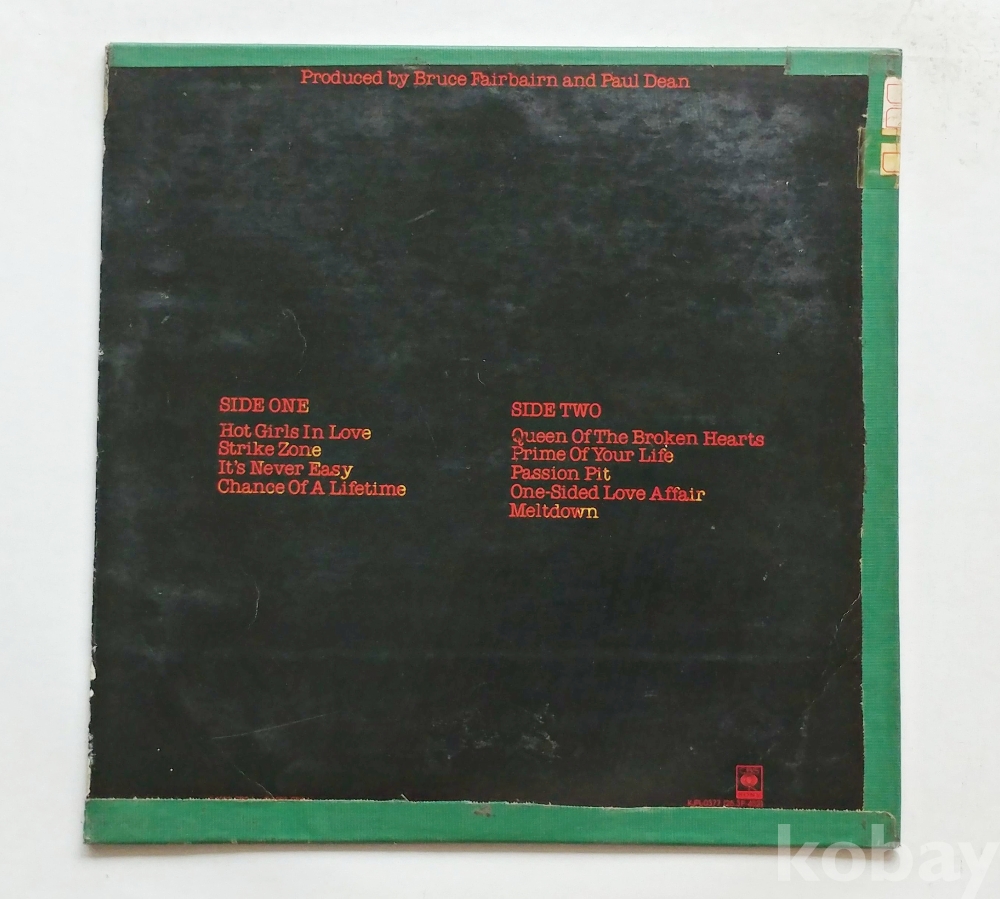 Produced by Bruce Fairbairn and Paul Dean
SIDE ONE
Hot Girls In Love
Strike Zone
It's Never Easy
Chance Of A Lifetime
SIDE TWO
Queen Of The Broken Hearts
Prime Of Your Life
Passion Pit
One-Sided Love Affair
Meltdown
kobay